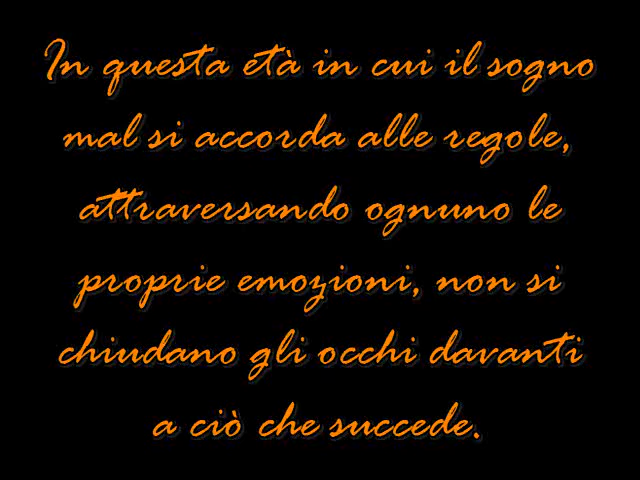 In questa età in cui il sogno
mal si accorda alle regole,
attraversando ognuno le
proprie emozioni, non si
chiudano gli occhi davanti
a ciò che succede.